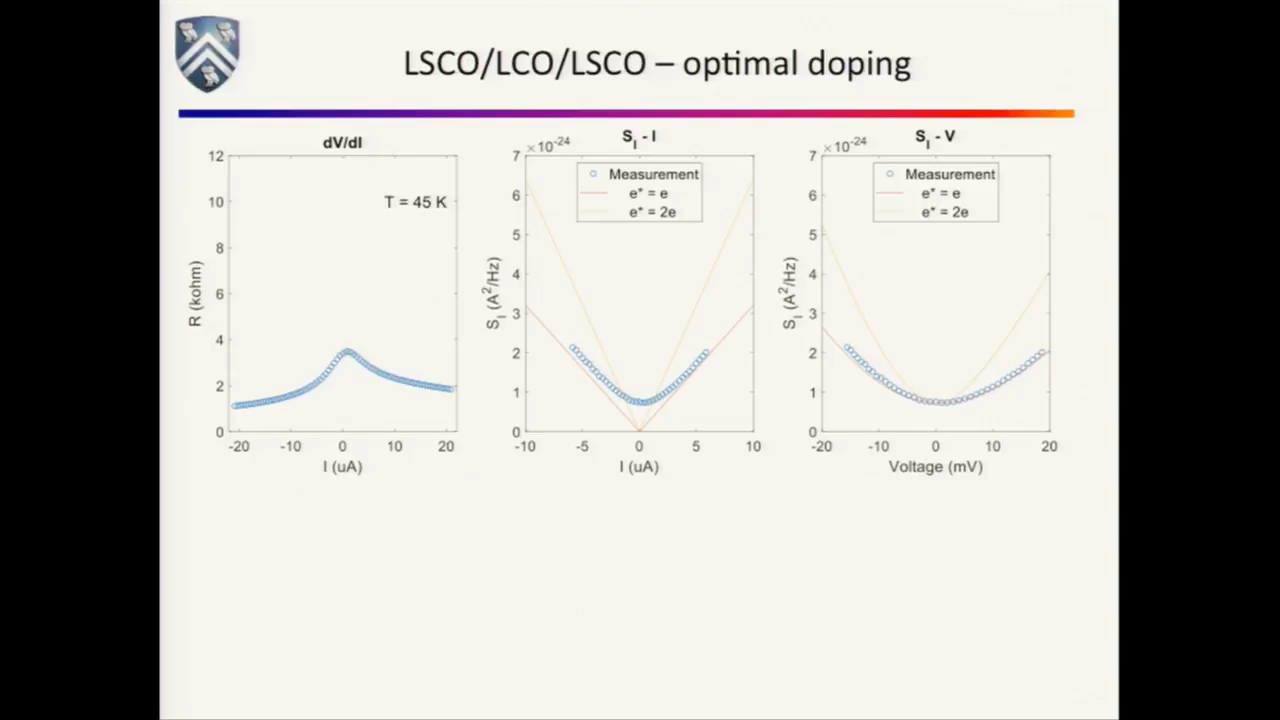 LSCO/LCO/LSCO – optimal doping
dV/dI
12
10
8
6
4
2
0
R (kohm)
T = 45 K
-20
-10
0
10
20
I (uA)
S_I - I
×10^-24
7
6
5
4
3
2
1
0
S_I (A^2/Hz)
Measurement
e* = e
e* = 2e
-10
-5
0
5
10
I (uA)
S_I - V
×10^-24
7
6
5
4
3
2
1
0
S_I (A^2/Hz)
Measurement
e* = e
e* = 2e
-20
-10
0
10
20
Voltage (mV)